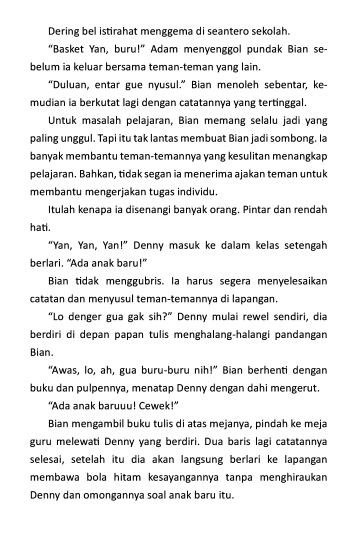 Dering bel istirahat menggema di seantero sekolah.
“Basket Yan, buru!” Adam menyenggol pundak Bian se-
belum ia keluar bersama teman-teman yang lain.
“Duluan, entar gue nyusul.” Bian menoleh sebentar, ke-
mudian ia berkutat lagi dengan catatannya yang tertinggal.
Untuk masalah pelajaran, Bian memang selalu jadi yang
paling unggul. Tapi itu tak lantas membuat Bian jadi sombong. Ia
banyak membantu teman-temannya yang kesulitan menangkap
pelajaran. Bahkan, tidak segan ia menerima ajakan teman untuk
membantu mengerjakan tugas individu.
Itulah kenapa ia disenangi banyak orang. Pintar dan rendah
hati.
“Yan, Yan, Yan!” Denny masuk ke dalam kelas setengah
berlari. “Ada anak baru!”
Bian tidak menggubris. Ia harus segera menyelesaikan
catatan dan menyusul teman-temannya di lapangan.
“Lo denger gua gak sih?” Denny mulai rewel sendiri, dia
berdiri di depan papan tulis menghalang-halangi pandangan
Bian.
“Awas, lo, ah, gua buru-buru nih!” Bian berhenti dengan
buku dan pulpennya, menatap Denny dengan dahi mengerut.
“Ada anak baruuu! Cewek!”
Bian mengambil buku tulis di atas mejanya, pindah ke meja
guru melewati Denny yang berdiri. Dua baris lagi catatannya
selesai, setelah itu dia akan langsung berlari ke lapangan
membawa bola hitam kesayangannya tanpa menghiraukan
Denny dan omongannya soal anak baru itu.